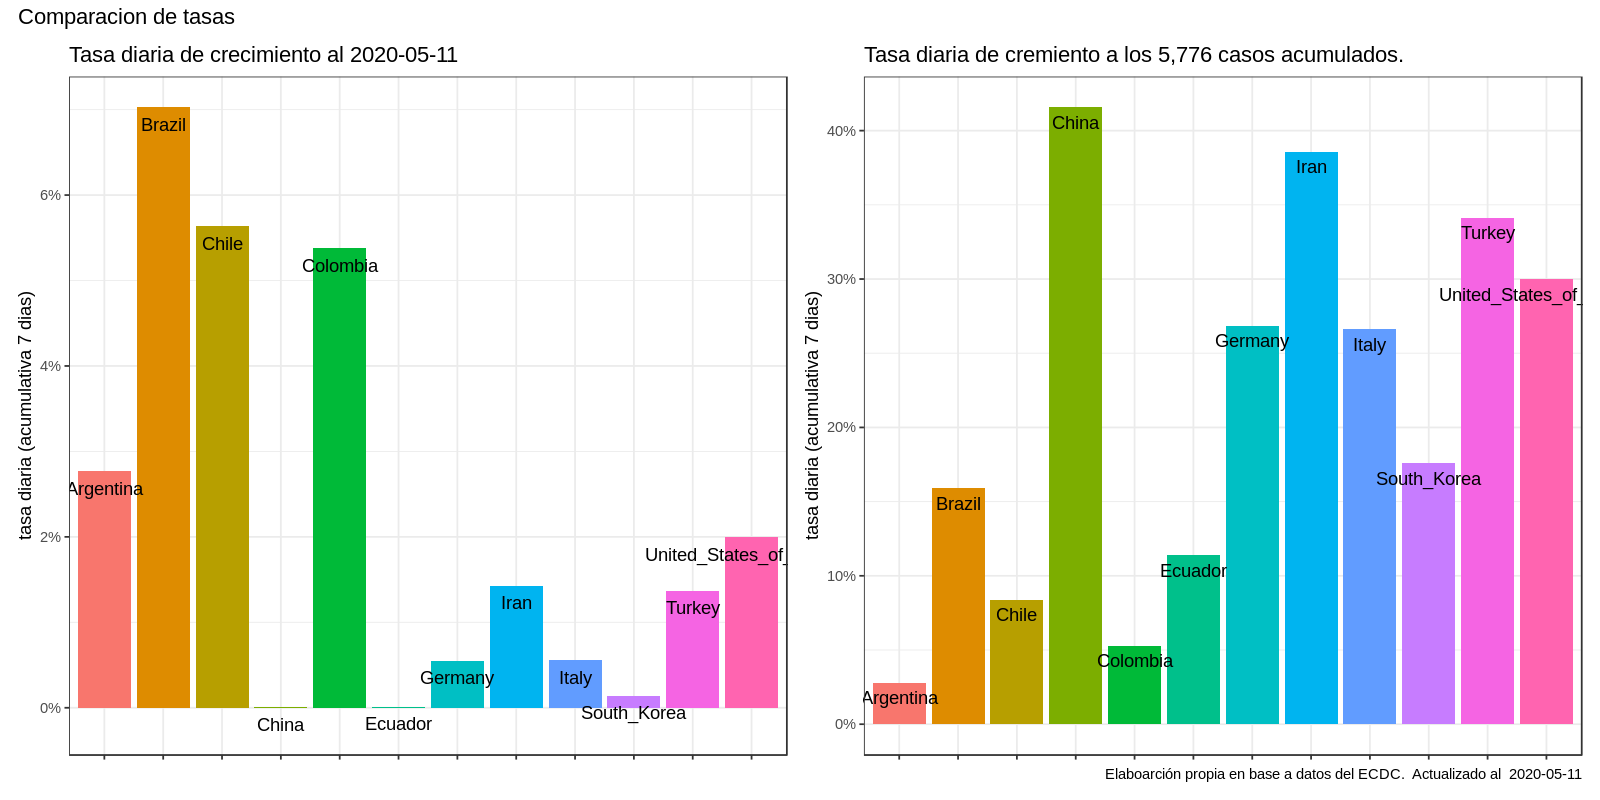 Comparacion de tasas
Tasa diaria de crecimiento al 2020-05-11
tasa diaria (acumulativa 7 dias)
6%
4%
2%
0%
Argentina
Brazil
Chile
China
Colombia
Ecuador
Germany
Iran
Italy
South_Korea
Turkey
United_States_of_
Tasa diaria de cremiento a los 5,776 casos acumulados.
tasa diaria (acumulativa 7 dias)
40%
30%
20%
10%
0%
Argentina
Brazil
Chile
China
Colombia
Ecuador
Germany
Iran
Italy
South_Korea
Turkey
United_States_of_
Elaboarción propia en base a datos del ECDC.  Actualizado al  2020-05-11